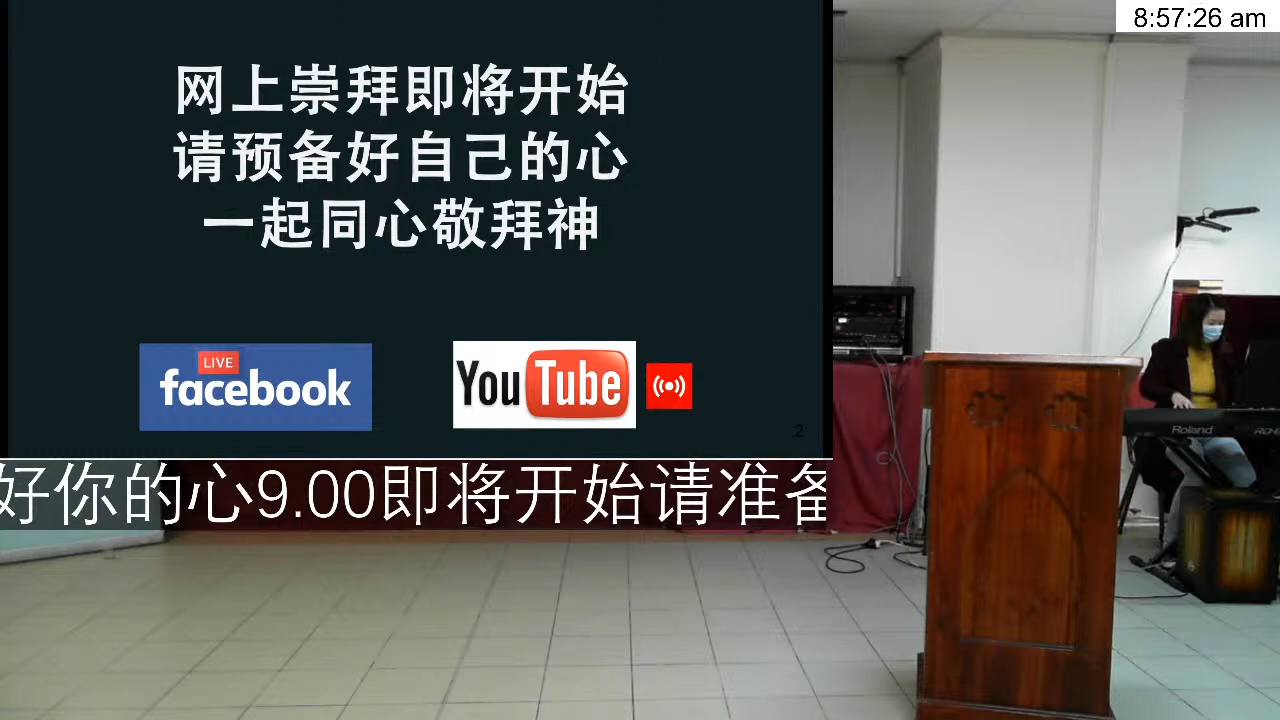 8:57:26 am
网上崇拜即将开始
请预备好自己的心
一起同心敬拜神
LIVE
facebook
YouTube
2
好你的心9.00即将开始请准备
Roland